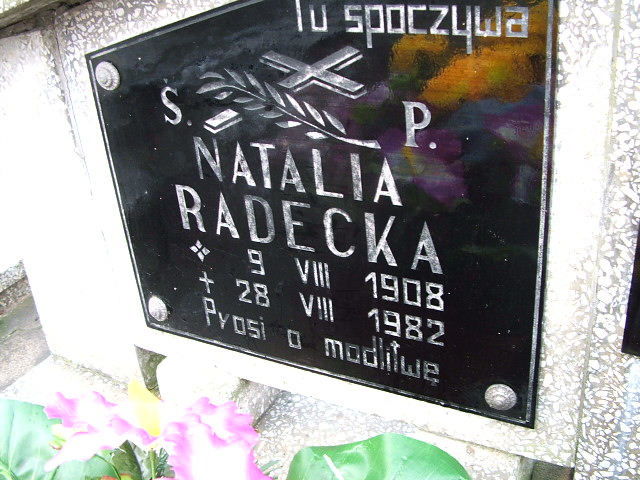 Tu spoczywa
Ś. P.
NATALIA
RADECKA
9 VIII 1908
+ 28 VIII 1982
Prosi o modlitwę